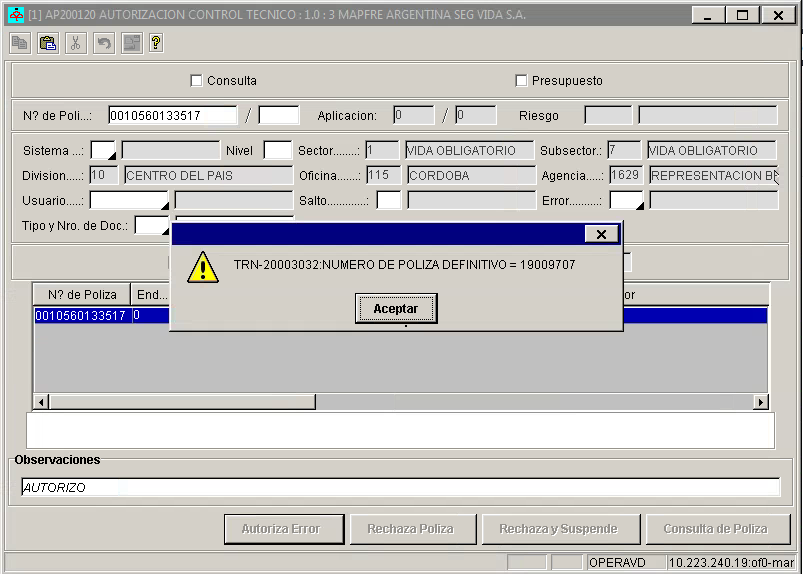 [1] AP200120 AUTORIZACION CONTROL TECNICO : 1.0 : 3 MAPFRE ARGENTINA SEG VIDA S.A.
Consulta Presupuesto
N? de Poli...: 0010560133517 / Aplicacion: 0 / 0 Riesgo
Sistema ...: Nivel Sector.......: 1 VIDA OBLIGATORIO Subsector.: 7 VIDA OBLIGATORIO
Division.....: 10 CENTRO DEL PAIS Oficina......: 115 CORDOBA Agencia.....: 1629 REPRESENTACION
Usuario.....: Salto............: Error.........:
Tipo y Nro. de Doc.:
TRN-20003032:NUMERO DE POLIZA DEFINITIVO = 19009707
Aceptar
N? de Poliza End...
0010560133517 0
Observaciones
AUTORIZO
Autoriza Error Rechaza Poliza Rechaza y Suspende Consulta de Poliza
OPERAVD 10.223.240.19:of0-mar